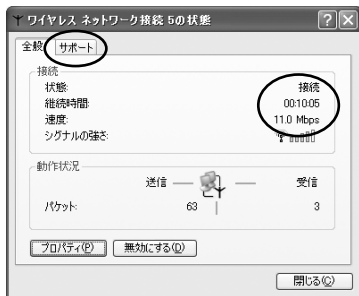 ワイヤレス ネットワーク接続 5の状態
全般 サポート
接続
状態: 接続
継続時間: 00:10:05
速度: 11.0 Mbps
シグナルの強さ:
動作状況
送信 受信
パケット: 63 3
プロパティ(P) 無効にする(D)
閉じる(C)